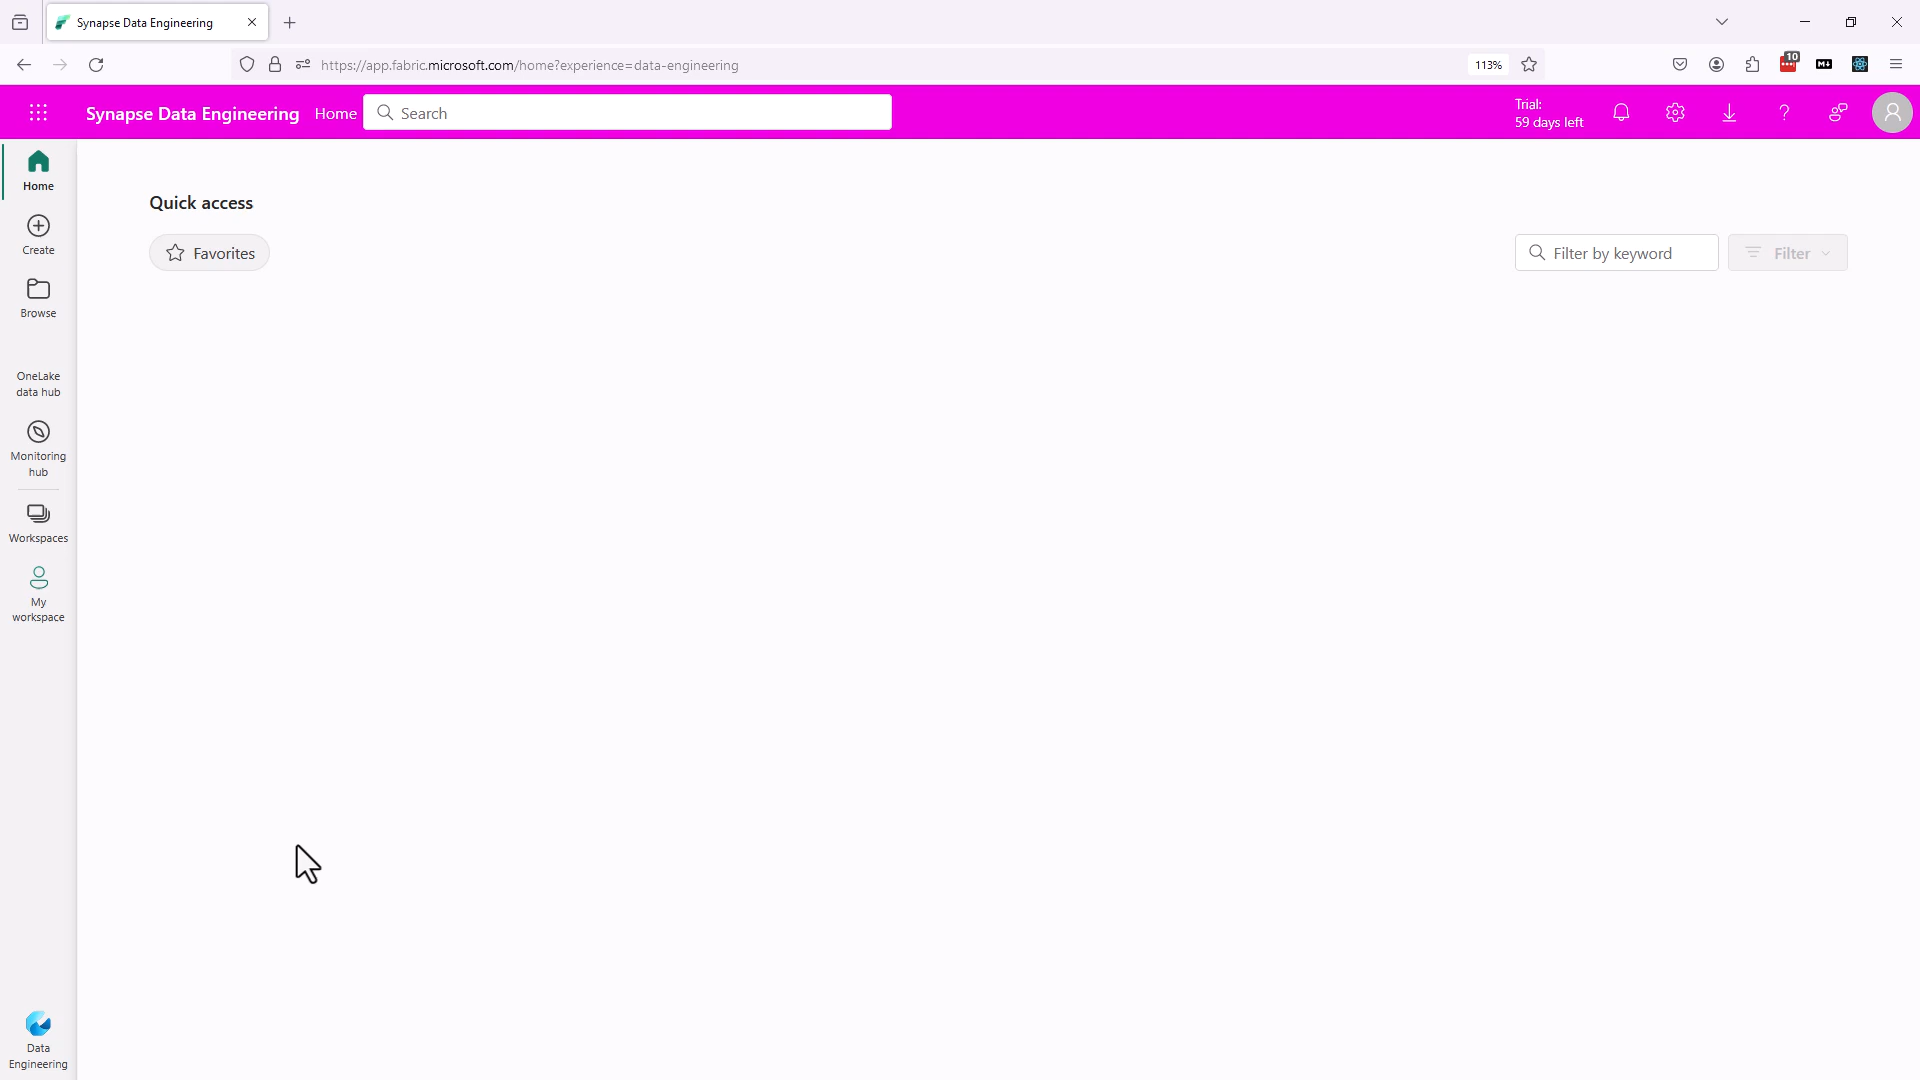 Synapse Data Engineering
https://app.fabric.microsoft.com/home?experience=data-engineering
113%
10
M↓
Synapse Data Engineering
Home
Search
Trial:
59 days left
Home
Create
Browse
OneLake
data hub
Monitoring
hub
Workspaces
My
workspace
Data
Engineering
Quick access
Favorites
Filter by keyword
Filter